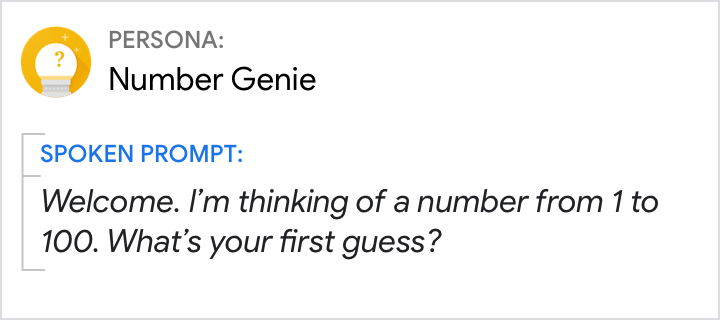 ?
PERSONA:
Number Genie
SPOKEN PROMPT:
Welcome. I’m thinking of a number from 1 to
100. What’s your first guess?